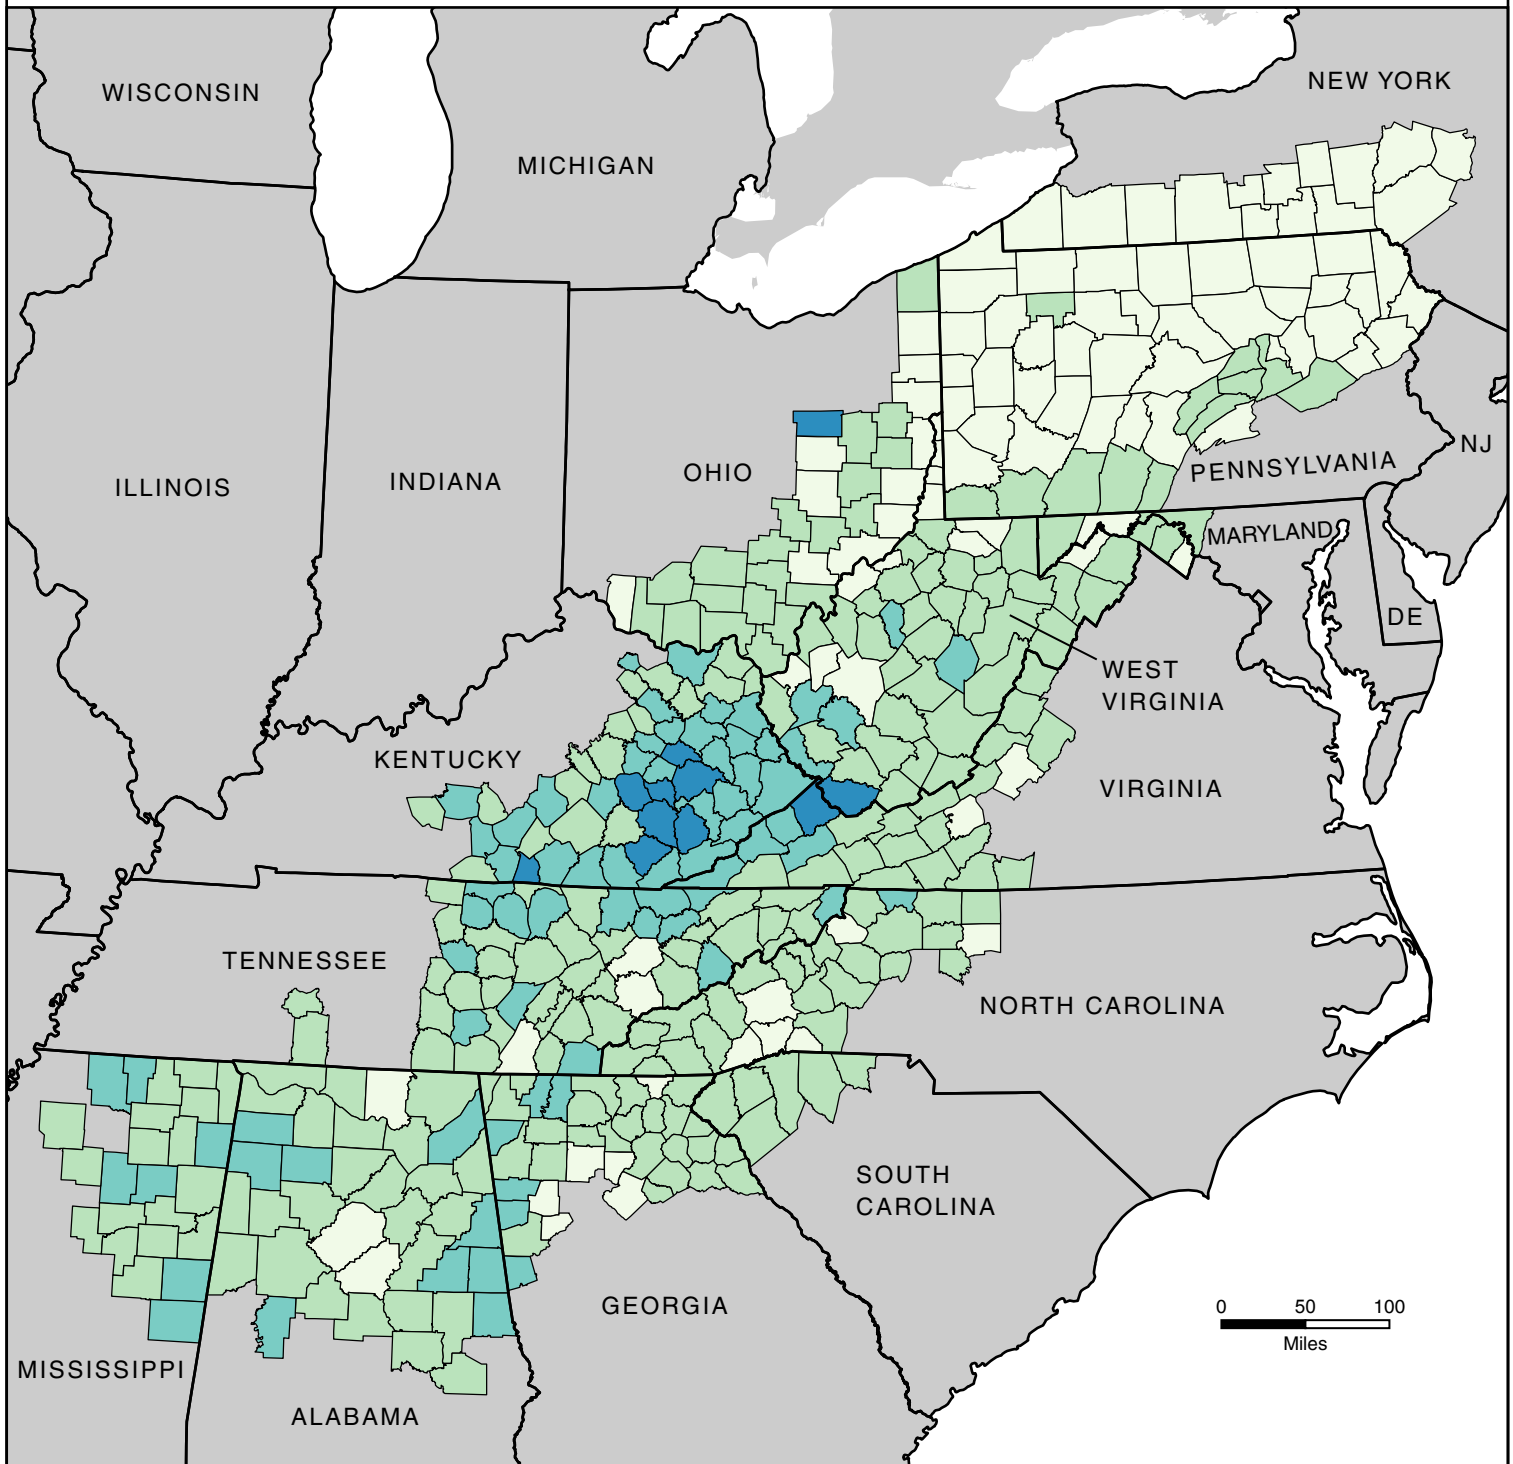 WISCONSIN
NEW YORK
MICHIGAN
ILLINOIS
INDIANA
OHIO
PENNSYLVANIA
NJ
MARYLAND
DE
WEST
VIRGINIA
KENTUCKY
VIRGINIA
TENNESSEE
NORTH CAROLINA
SOUTH
CAROLINA
GEORGIA
MISSISSIPPI
ALABAMA
0 50 100
Miles